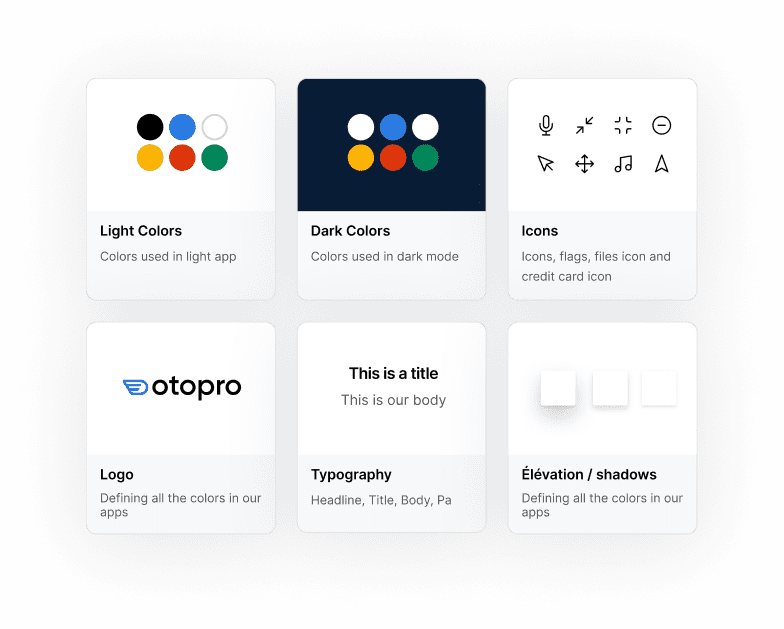 Light Colors
Colors used in light app
Dark Colors
Colors used in dark mode
Icons
Icons, flags, files icon and
credit card icon
otopro
Logo
Defining all the colors in our
apps
This is a title
This is our body
Typography
Headline, Title, Body, Pa
Élévation / shadows
Defining all the colors in our
apps